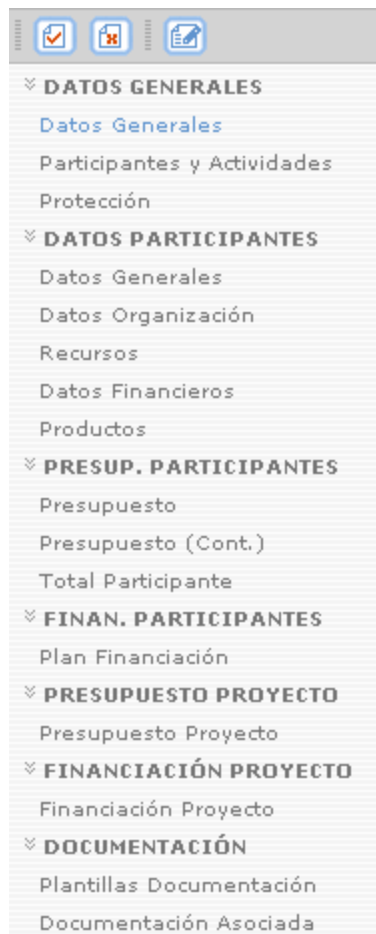 DATOS GENERALES
Datos Generales
Participantes y Actividades
Protección
DATOS PARTICIPANTES
Datos Generales
Datos Organización
Recursos
Datos Financieros
Productos
PRESUP. PARTICIPANTES
Presupuesto
Presupuesto (Cont.)
Total Participante
FINAN. PARTICIPANTES
Plan Financiación
PRESUPUESTO PROYECTO
Presupuesto Proyecto
FINANCIACIÓN PROYECTO
Financiación Proyecto
DOCUMENTACIÓN
Plantillas Documentación
Documentación Asociada